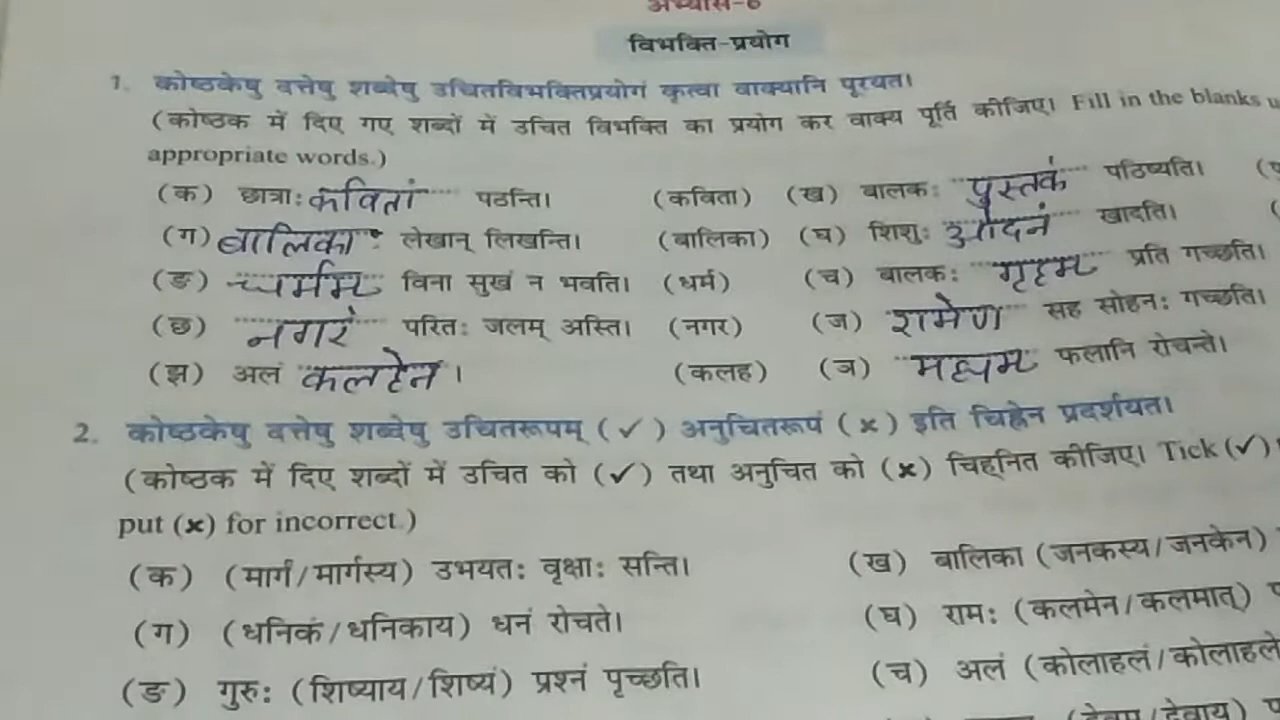 अभ्यास-6
विभक्ति-प्रयोग
1. कोष्ठकेषु दत्तेषु शब्देषु उचितविभक्तिप्रयोगं कृत्वा वाक्यानि पूरयत।
(कोष्ठक में दिए गए शब्दों में उचित विभक्ति का प्रयोग कर वाक्य पूर्ति कीजिए। Fill in the blanks
appropriate words.)
(क) छात्राः कवितां पठन्ति। (कविता) (ख) बालकः पुस्तकं पठिष्यति।
(ग) बालिकाः लेखान् लिखन्ति। (बालिका) (घ) शिशुः ओदनं खादति।
(ङ) धर्मम् विना सुखं न भवति। (धर्म) (च) बालकः गृहम् प्रति गच्छति।
(छ) नगरं परितः जलम् अस्ति। (नगर) (ज) रामेण सह सोहनः गच्छति।
(झ) अलं कलहेन । (कलह) (ञ) मह्यम् फलानि रोचन्ते।
2. कोष्ठकेषु दत्तेषु शब्देषु उचितरूपम् (✓) अनुचितरूपं (×) इति चिह्नेन प्रदर्शयत।
(कोष्ठक में दिए शब्दों में उचित को (✓) तथा अनुचित को (×) चिह्नित कीजिए। Tick (✓)
put (×) for incorrect.)
(क) (मार्गं/मार्गस्य) उभयतः वृक्षाः सन्ति। (ख) बालिका (जनकस्य/जनकेन)
(ग) (धनिकं/धनिकाय) धनं रोचते। (घ) रामः (कलमेन/कलमात्)
(ङ) गुरुः (शिष्याय/शिष्यं) प्रश्नं पृच्छति। (च) अलं (कोलाहलं/कोलाहले
(देवम्/देवाय)